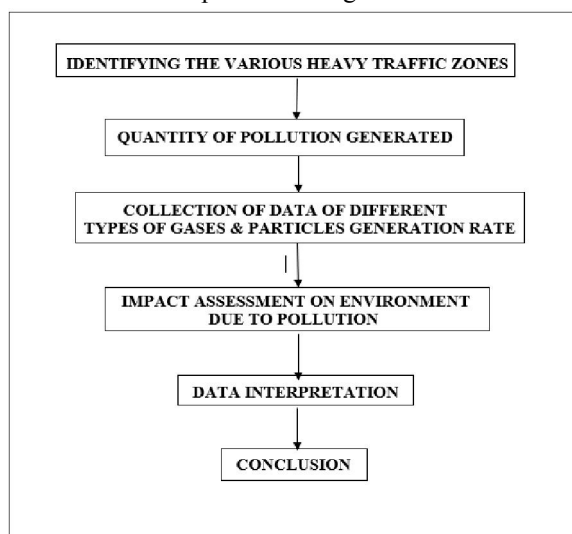 IDENTIFYING THE VARIOUS HEAVY TRAFFIC ZONES
QUANTITY OF POLLUTION GENERATED
COLLECTION OF DATA OF DIFFERENT
TYPES OF GASES & PARTICLES GENERATION RATE
IMPACT ASSESSMENT ON ENVIRONMENT
DUE TO POLLUTION
DATA INTERPRETATION
CONCLUSION